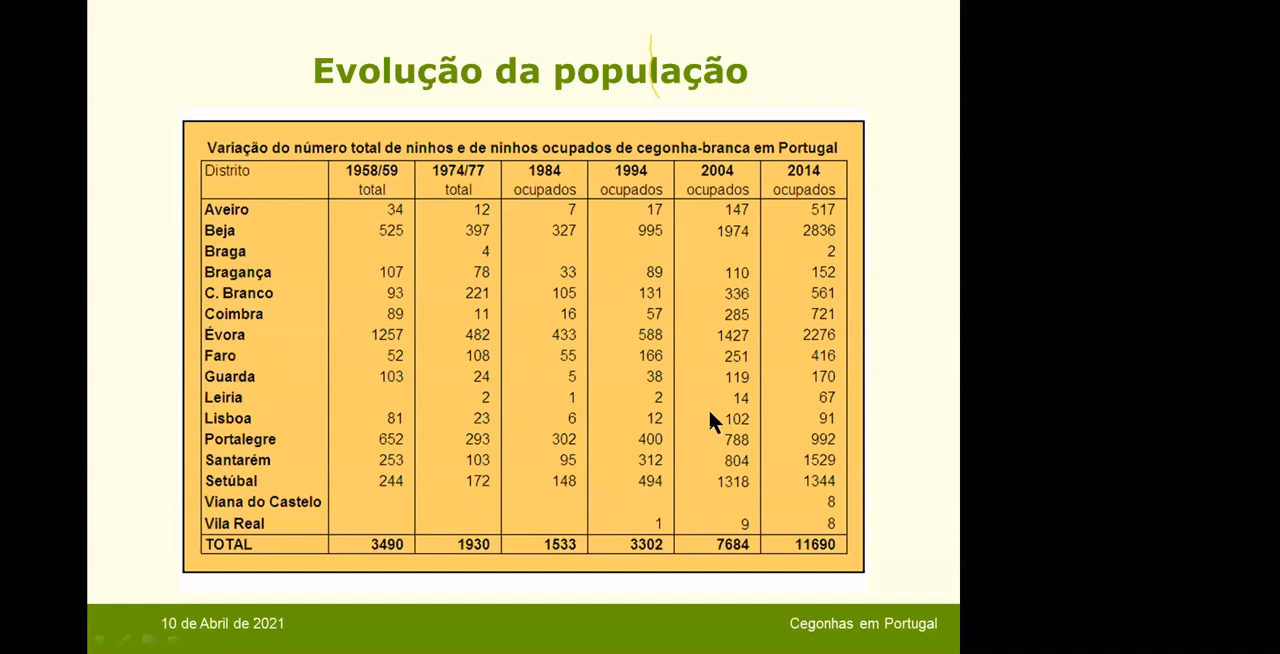 Evolução da população
Variação do número total de ninhos e de ninhos ocupados de cegonha-branca em Portugal
Distrito 1958/59 1974/77 1984 1994 2004 2014
total total ocupados ocupados ocupados ocupados
Aveiro 34 12 7 17 147 517
Beja 525 397 327 995 1974 2836
Braga 4 2
Bragança 107 78 33 89 110 152
C. Branco 93 221 105 131 336 561
Coimbra 89 11 16 57 285 721
Évora 1257 482 433 588 1427 2276
Faro 52 108 55 166 251 416
Guarda 103 24 5 38 119 170
Leiria 2 1 2 14 67
Lisboa 81 23 6 12 102 91
Portalegre 652 293 302 400 788 992
Santarém 253 103 95 312 804 1529
Setúbal 244 172 148 494 1318 1344
Viana do Castelo 8
Vila Real 1 9 8
TOTAL 3490 1930 1533 3302 7684 11690
10 de Abril de 2021 Cegonhas em Portugal